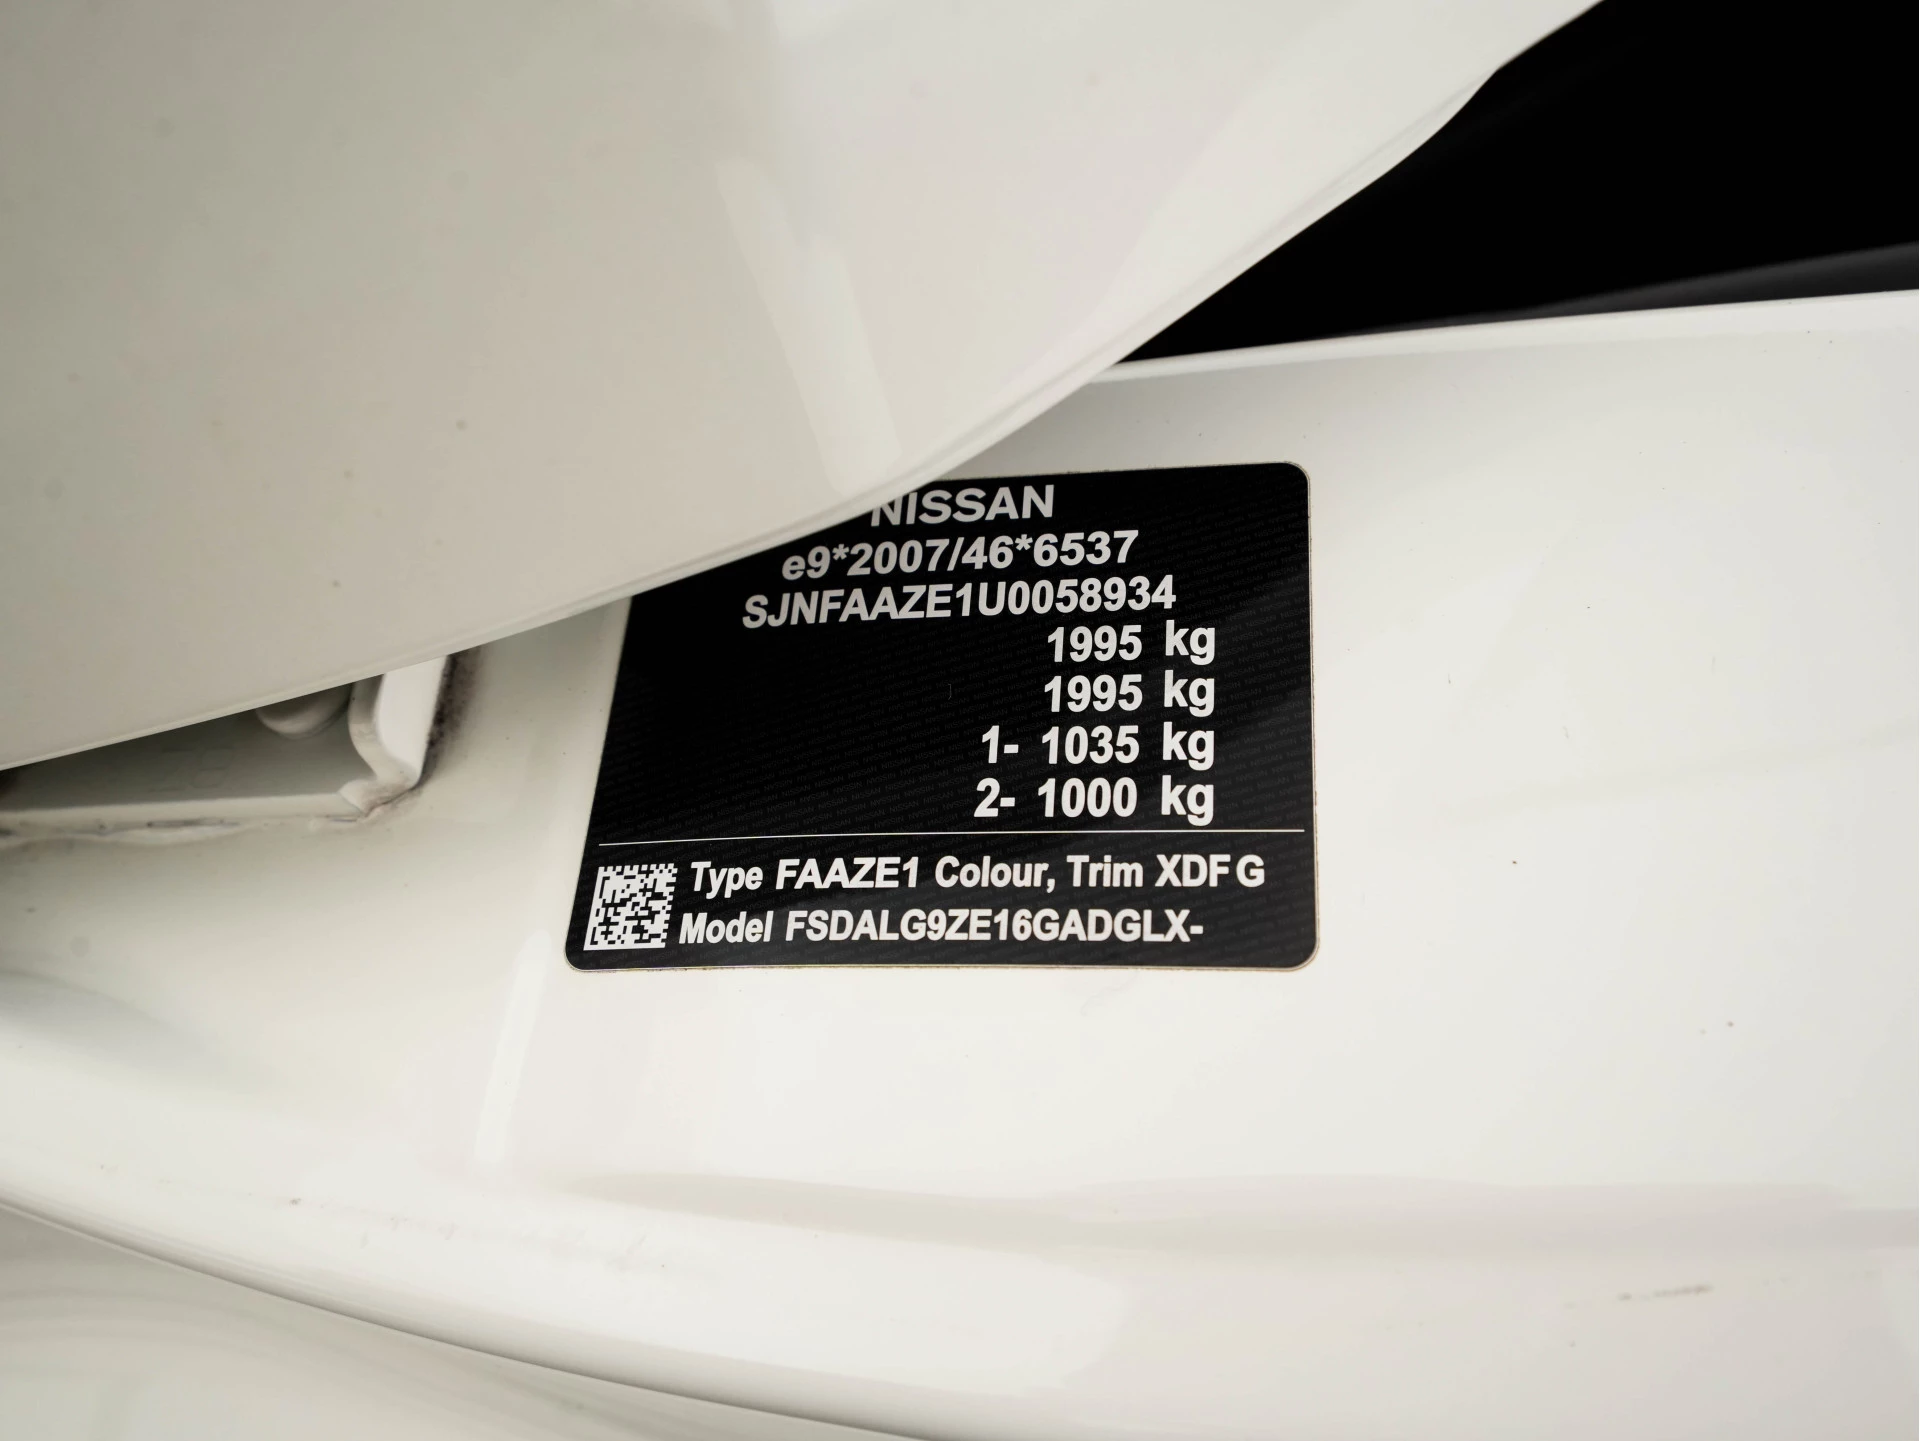 NISSAN
e9*2007/46*6537
SJNFAAZE1U0058934
1995 kg
1995 kg
1- 1035 kg
2- 1000 kg
Type FAAZE1 Colour, Trim XDF G
Model FSDALG9ZE16GADGLX-